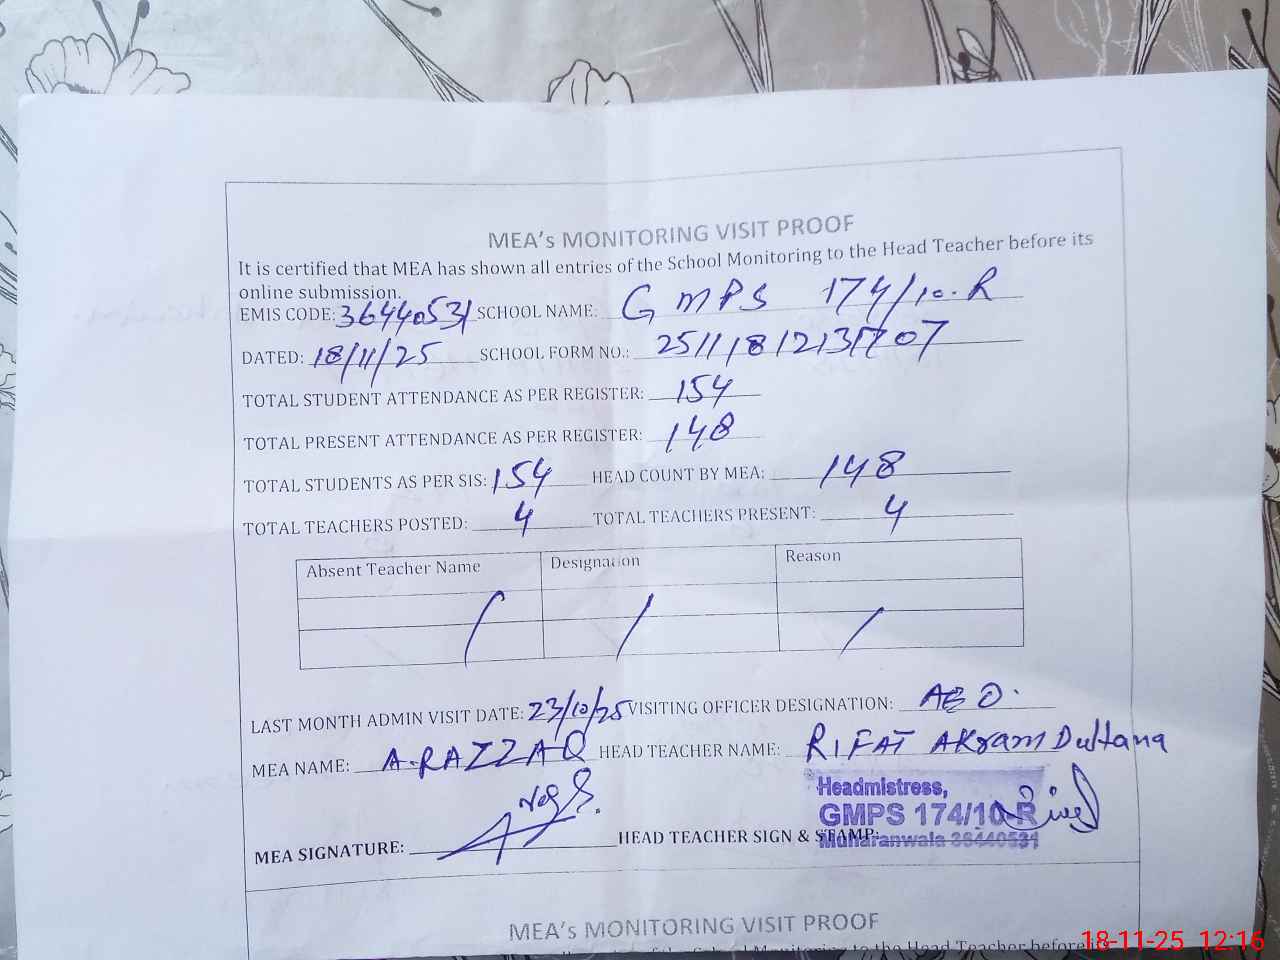 MEA's MONITORING VISIT PROOF
It is certified that MEA has shown all entries of the School Monitoring to the Head Teacher before its
online submission.
EMIS CODE: 36440531 SCHOOL NAME: GMPS 174/10.R
DATED: 18/11/25 SCHOOL FORM NO.:
TOTAL STUDENT ATTENDANCE AS PER REGISTER: 154
TOTAL PRESENT ATTENDANCE AS PER REGISTER: 148
TOTAL STUDENTS AS PER SIS: 154 HEAD COUNT BY MEA: 148
TOTAL TEACHERS POSTED: 4 TOTAL TEACHERS PRESENT: 4
Absent Teacher Name Designation Reason
/ / /
LAST MONTH ADMIN VISIT DATE: 23/10/25 VISITING OFFICER DESIGNATION: AEO.
MEA NAME: A.RAZZAQ HEAD TEACHER NAME: RIFAT AKram
Headmistress,
GMPS 174/10-R
MEA SIGNATURE: HEAD TEACHER SIGN & STAMP:
MEA's MONITORING VISIT PROOF
to the Head Teacher before
18-11-25 12:16